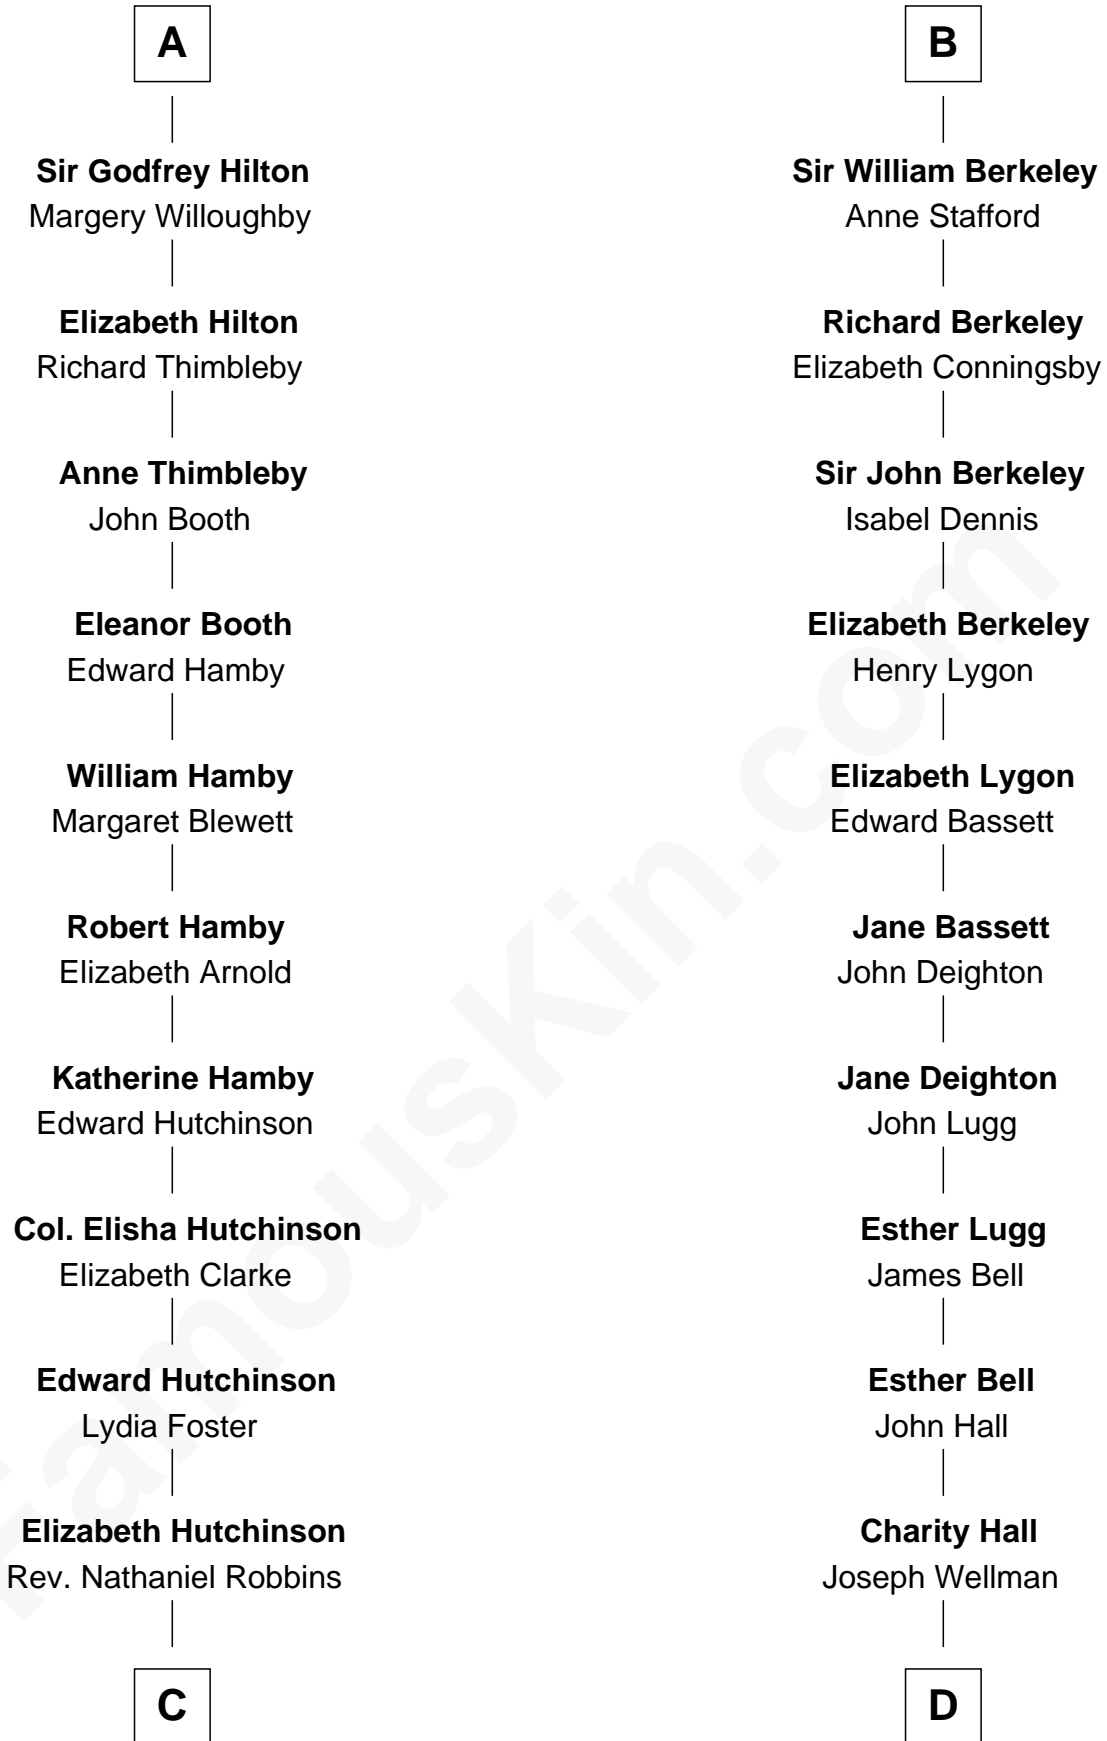 A
Sir Godfrey Hilton
Margery Willoughby
Elizabeth Hilton
Richard Thimbleby
Anne Thimbleby
John Booth
Eleanor Booth
Edward Hamby
William Hamby
Margaret Blewett
Robert Hamby
Elizabeth Arnold
Katherine Hamby
Edward Hutchinson
Col. Elisha Hutchinson
Elizabeth Clarke
Edward Hutchinson
Lydia Foster
Elizabeth Hutchinson
Rev. Nathaniel Robbins
C
B
Sir William Berkeley
Anne Stafford
Richard Berkeley
Elizabeth Conningsby
Sir John Berkeley
Isabel Dennis
Elizabeth Berkeley
Henry Lygon
Elizabeth Lygon
Edward Bassett
Jane Bassett
John Deighton
Jane Deighton
John Lugg
Esther Lugg
James Bell
Esther Bell
John Hall
Charity Hall
Joseph Wellman
D
FamousKin.com